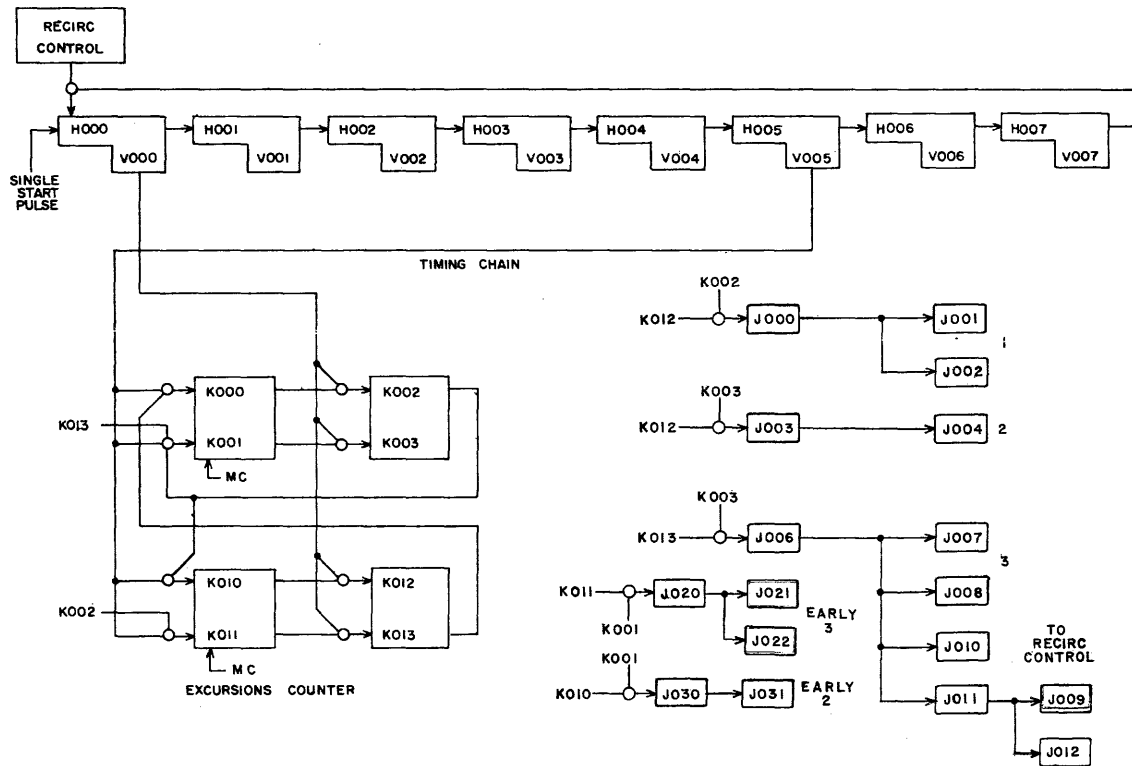 RECIRC
CONTROL
H000
V000
H001
V001
H002
V002
H003
V003
H004
V004
H005
V005
H006
V006
H007
V007
SINGLE
START
PULSE
TIMING CHAIN
K013
K000
K001
MC
K002
K003
K002
K010
K011
MC
K012
K013
EXCURSIONS COUNTER
K002
K012
J000
J001
J002
1
K003
K012
J003
J004
2
K003
K013
J006
J007
3
J008
J010
J011
TO
RECIRC
CONTROL
J009
J012
K011
K001
J020
J021
J022
EARLY
3
K001
K010
J030
J031
EARLY
2